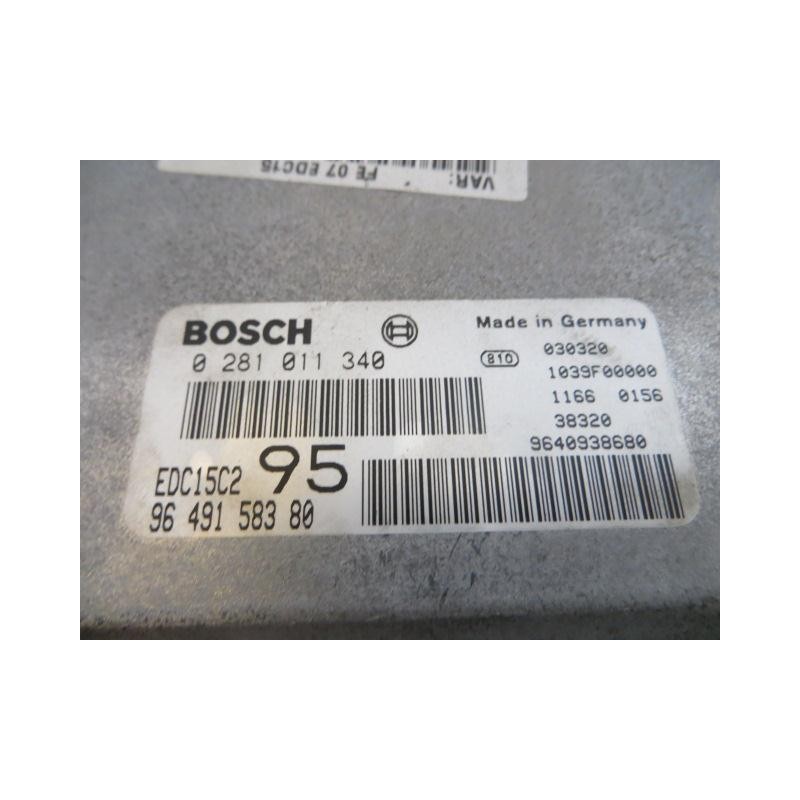 VAR:
FE 07 EDC15
BOSCH
Made in Germany
0 281 011 340
810
030320
1039F00000
1166 0156
38320
9640938680
EDC15C2
95
96 491 583 80